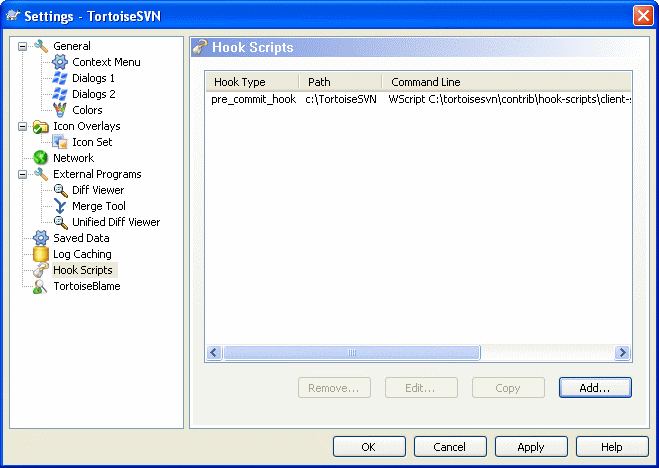 Settings - TortoiseSVN
General
Context Menu
Dialogs 1
Dialogs 2
Colors
Icon Overlays
Icon Set
Network
External Programs
Diff Viewer
Merge Tool
Unified Diff Viewer
Saved Data
Log Caching
Hook Scripts
TortoiseBlame
Hook Scripts
Hook Type Path Command Line
pre_commit_hook c:\TortoiseSVN WScript C:\tortoisesvn\contrib\hook-scripts\client-s
Remove... Edit... Copy Add...
OK Cancel Apply Help